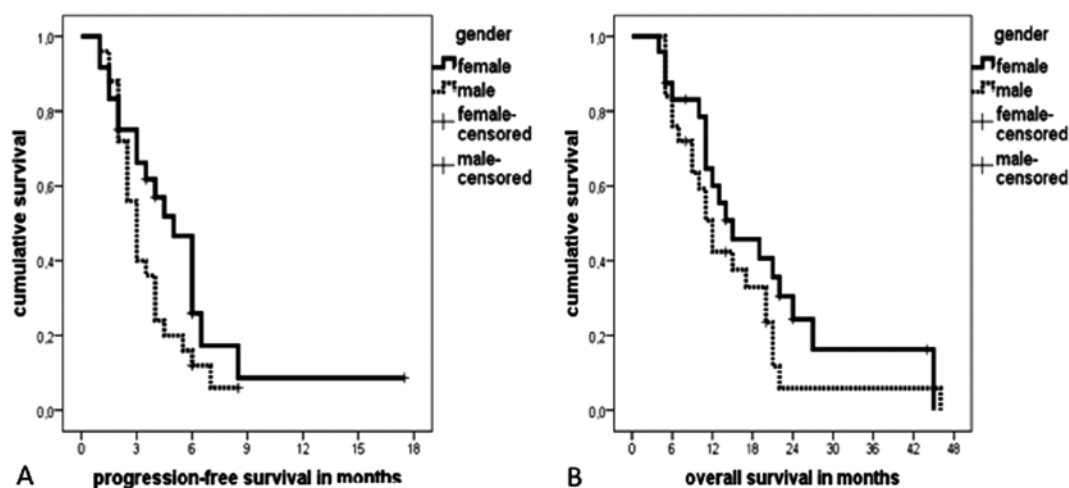 gender
female
male
female-
censored
male-
censored
cumulative survival
1,0
0,8
0,6
0,4
0,2
0,0
0 3 6 9 12 15 18
A progression-free survival in months
gender
female
male
female-
censored
male-
censored
cumulative survival
1,0
0,8
0,6
0,4
0,2
0,0
0 6 12 18 24 30 36 42 48
B overall survival in months